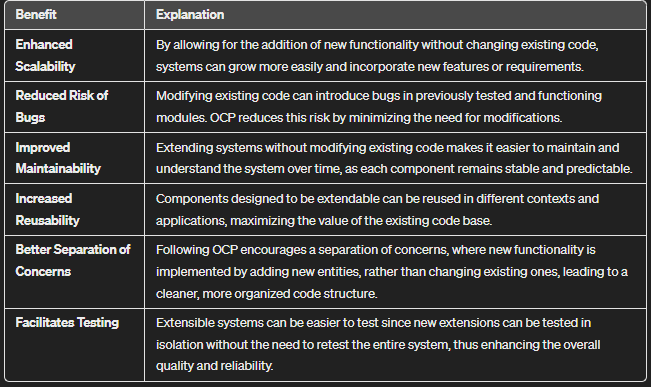 Benefit
Explanation
Enhanced
Scalability
By allowing for the addition of new functionality without changing existing code,
systems can grow more easily and incorporate new features or requirements.
Reduced Risk of
Bugs
Modifying existing code can introduce bugs in previously tested and functioning
modules. OCP reduces this risk by minimizing the need for modifications.
Improved
Maintainability
Extending systems without modifying existing code makes it easier to maintain and
understand the system over time, as each component remains stable and predictable.
Increased
Reusability
Components designed to be extendable can be reused in different contexts and
applications, maximizing the value of the existing code base.
Better Separation of
Concerns
Following OCP encourages a separation of concerns, where new functionality is
implemented by adding new entities, rather than changing existing ones, leading to a
cleaner, more organized code structure.
Facilitates Testing
Extensible systems can be easier to test since new extensions can be tested in
isolation without the need to retest the entire system, thus enhancing the overall
quality and reliability.